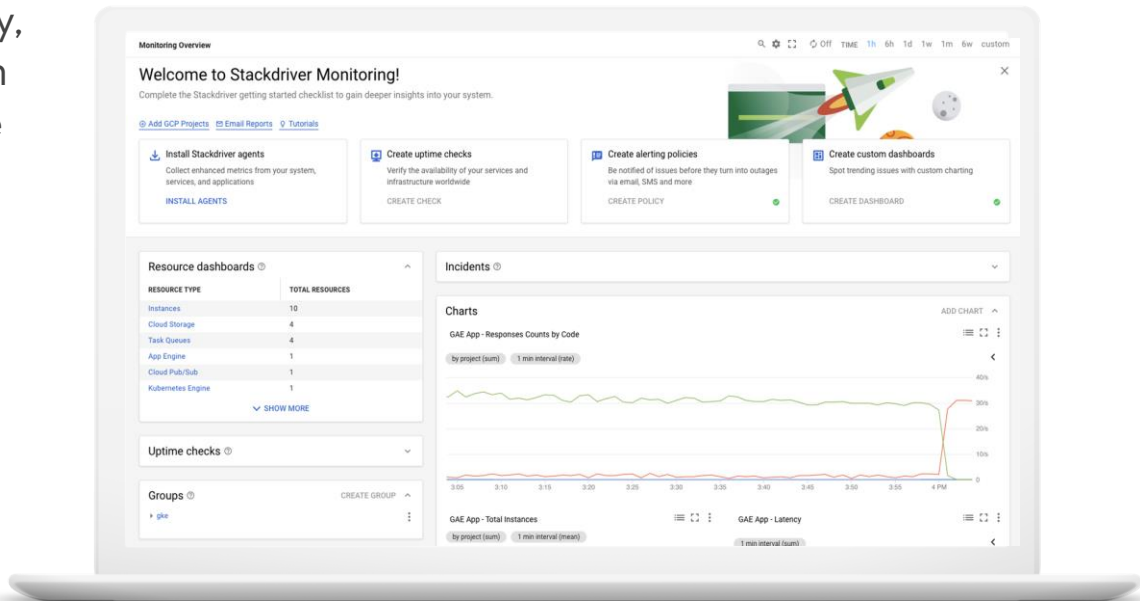 y,
n
e
Monitoring Overview
Off TIME 1h 6h 1d 1w 1m 6w custom
Welcome to Stackdriver Monitoring!
Complete the Stackdriver getting started checklist to gain deeper insights into your system.
Add GCP Projects Email Reports Tutorials
Install Stackdriver agents
Collect enhanced metrics from your system,
services, and applications
INSTALL AGENTS
Create uptime checks
Verify the availability of your services and
infrastructure worldwide
CREATE CHECK
Create alerting policies
Be notified of issues before they turn into outages
via email, SMS and more
CREATE POLICY
Create custom dashboards
Spot trending issues with custom charting
CREATE DASHBOARD
Resource dashboards
RESOURCE TYPE TOTAL RESOURCES
Instances 10
Cloud Storage 4
Task Queues 4
App Engine 1
Cloud Pub/Sub 1
Kubernetes Engine 1
SHOW MORE
Uptime checks
Groups CREATE GROUP
gke
Incidents
Charts ADD CHART
GAE App - Responses Counts by Code
by project (sum) 1 min interval (rate)
40/s
30/s
20/s
10/s
0
3:05 3:10 3:15 3:20 3:25 3:30 3:35 3:40 3:45 3:50 3:55 4 PM
GAE App - Total Instances
by project (sum) 1 min interval (mean)
GAE App - Latency
1 min interval (sum)